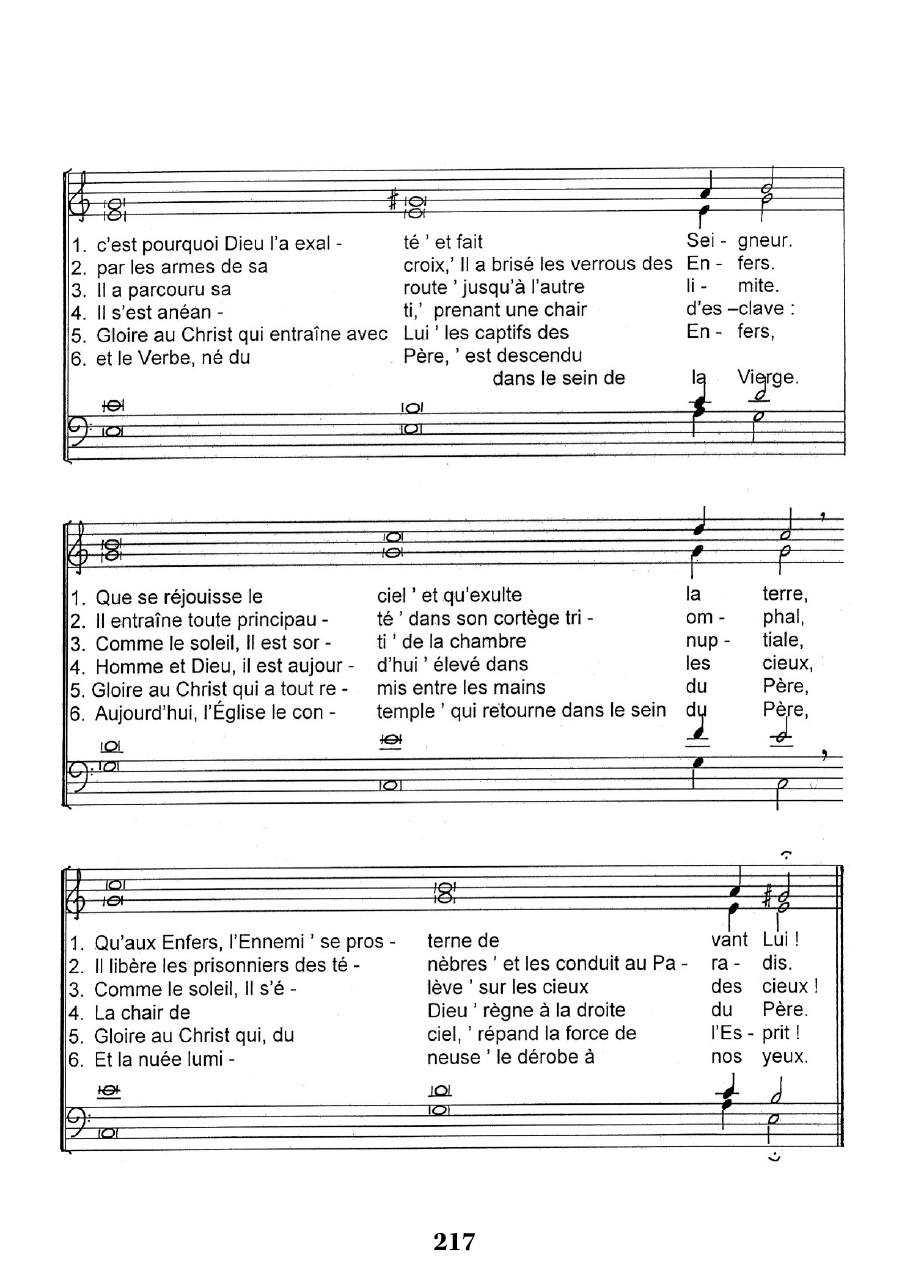 1. c'est pourquoi Dieu l'a exal - té ' et fait Sei - gneur.
2. par les armes de sa croix,' Il a brisé les verrous des En - fers.
3. Il a parcouru sa route ' jusqu'à l'autre li - mite.
4. Il s'est anéan - ti,' prenant une chair d'es –clave :
5. Gloire au Christ qui entraîne avec Lui ' les captifs des En - fers,
6. et le Verbe, né du Père, ' est descendu
dans le sein de la Vierge.
1. Que se réjouisse le ciel ' et qu'exulte la terre,
2. Il entraîne toute principau - té ' dans son cortège tri - om - phal,
3. Comme le soleil, Il est sor - ti ' de la chambre nup - tiale,
4. Homme et Dieu, il est aujour - d'hui ' élevé dans les cieux,
5. Gloire au Christ qui a tout re - mis entre les mains du Père,
6. Aujourd'hui, l'Église le con - temple ' qui retourne dans le sein du Père,
1. Qu'aux Enfers, l'Ennemi ' se pros - terne de vant Lui !
2. Il libère les prisonniers des té - nèbres ' et les conduit au Pa - ra - dis.
3. Comme le soleil, Il s'é - lève ' sur les cieux des cieux !
4. La chair de Dieu ' règne à la droite du Père.
5. Gloire au Christ qui, du ciel, ' répand la force de l'Es - prit !
6. Et la nuée lumi - neuse ' le dérobe à nos yeux.
217